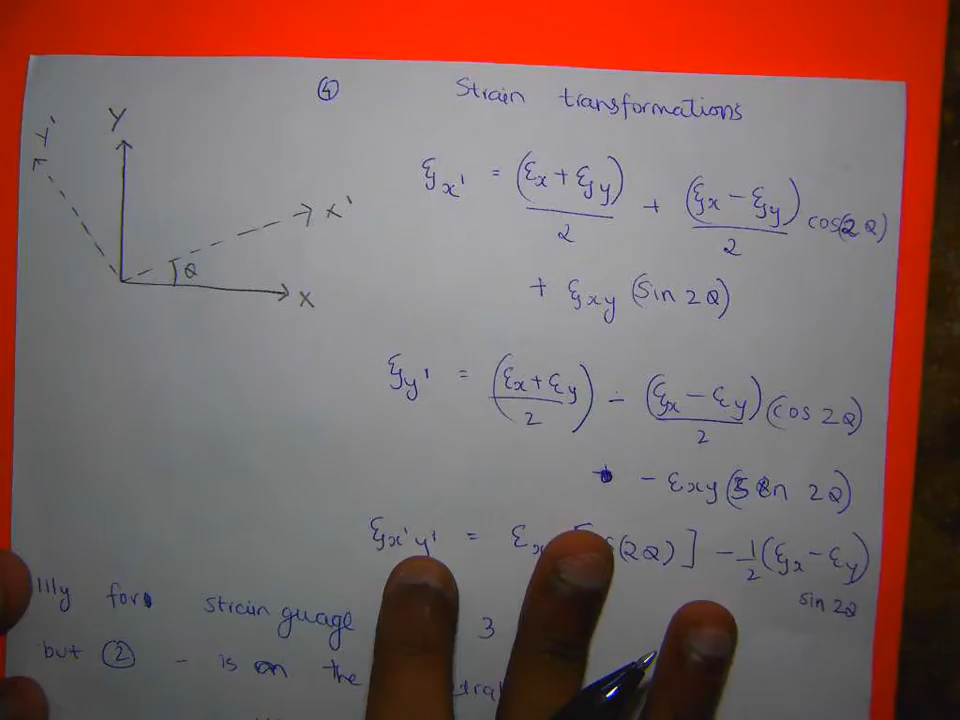 ④ Strain transformations
Y'
Y
X'
θ
X
εx' = (εx + εy)/2 + (εx − εy)/2 cos(2θ)
+ εxy (Sin 2θ)
εy' = (εx + εy)/2 − (εx − εy)/2 (cos 2θ)
− εxy (Sin 2θ)
εx'y' = (2θ)] − 1/2 (εx − εy)
sin 2θ
llly for strain guage 3
but ② − is on the